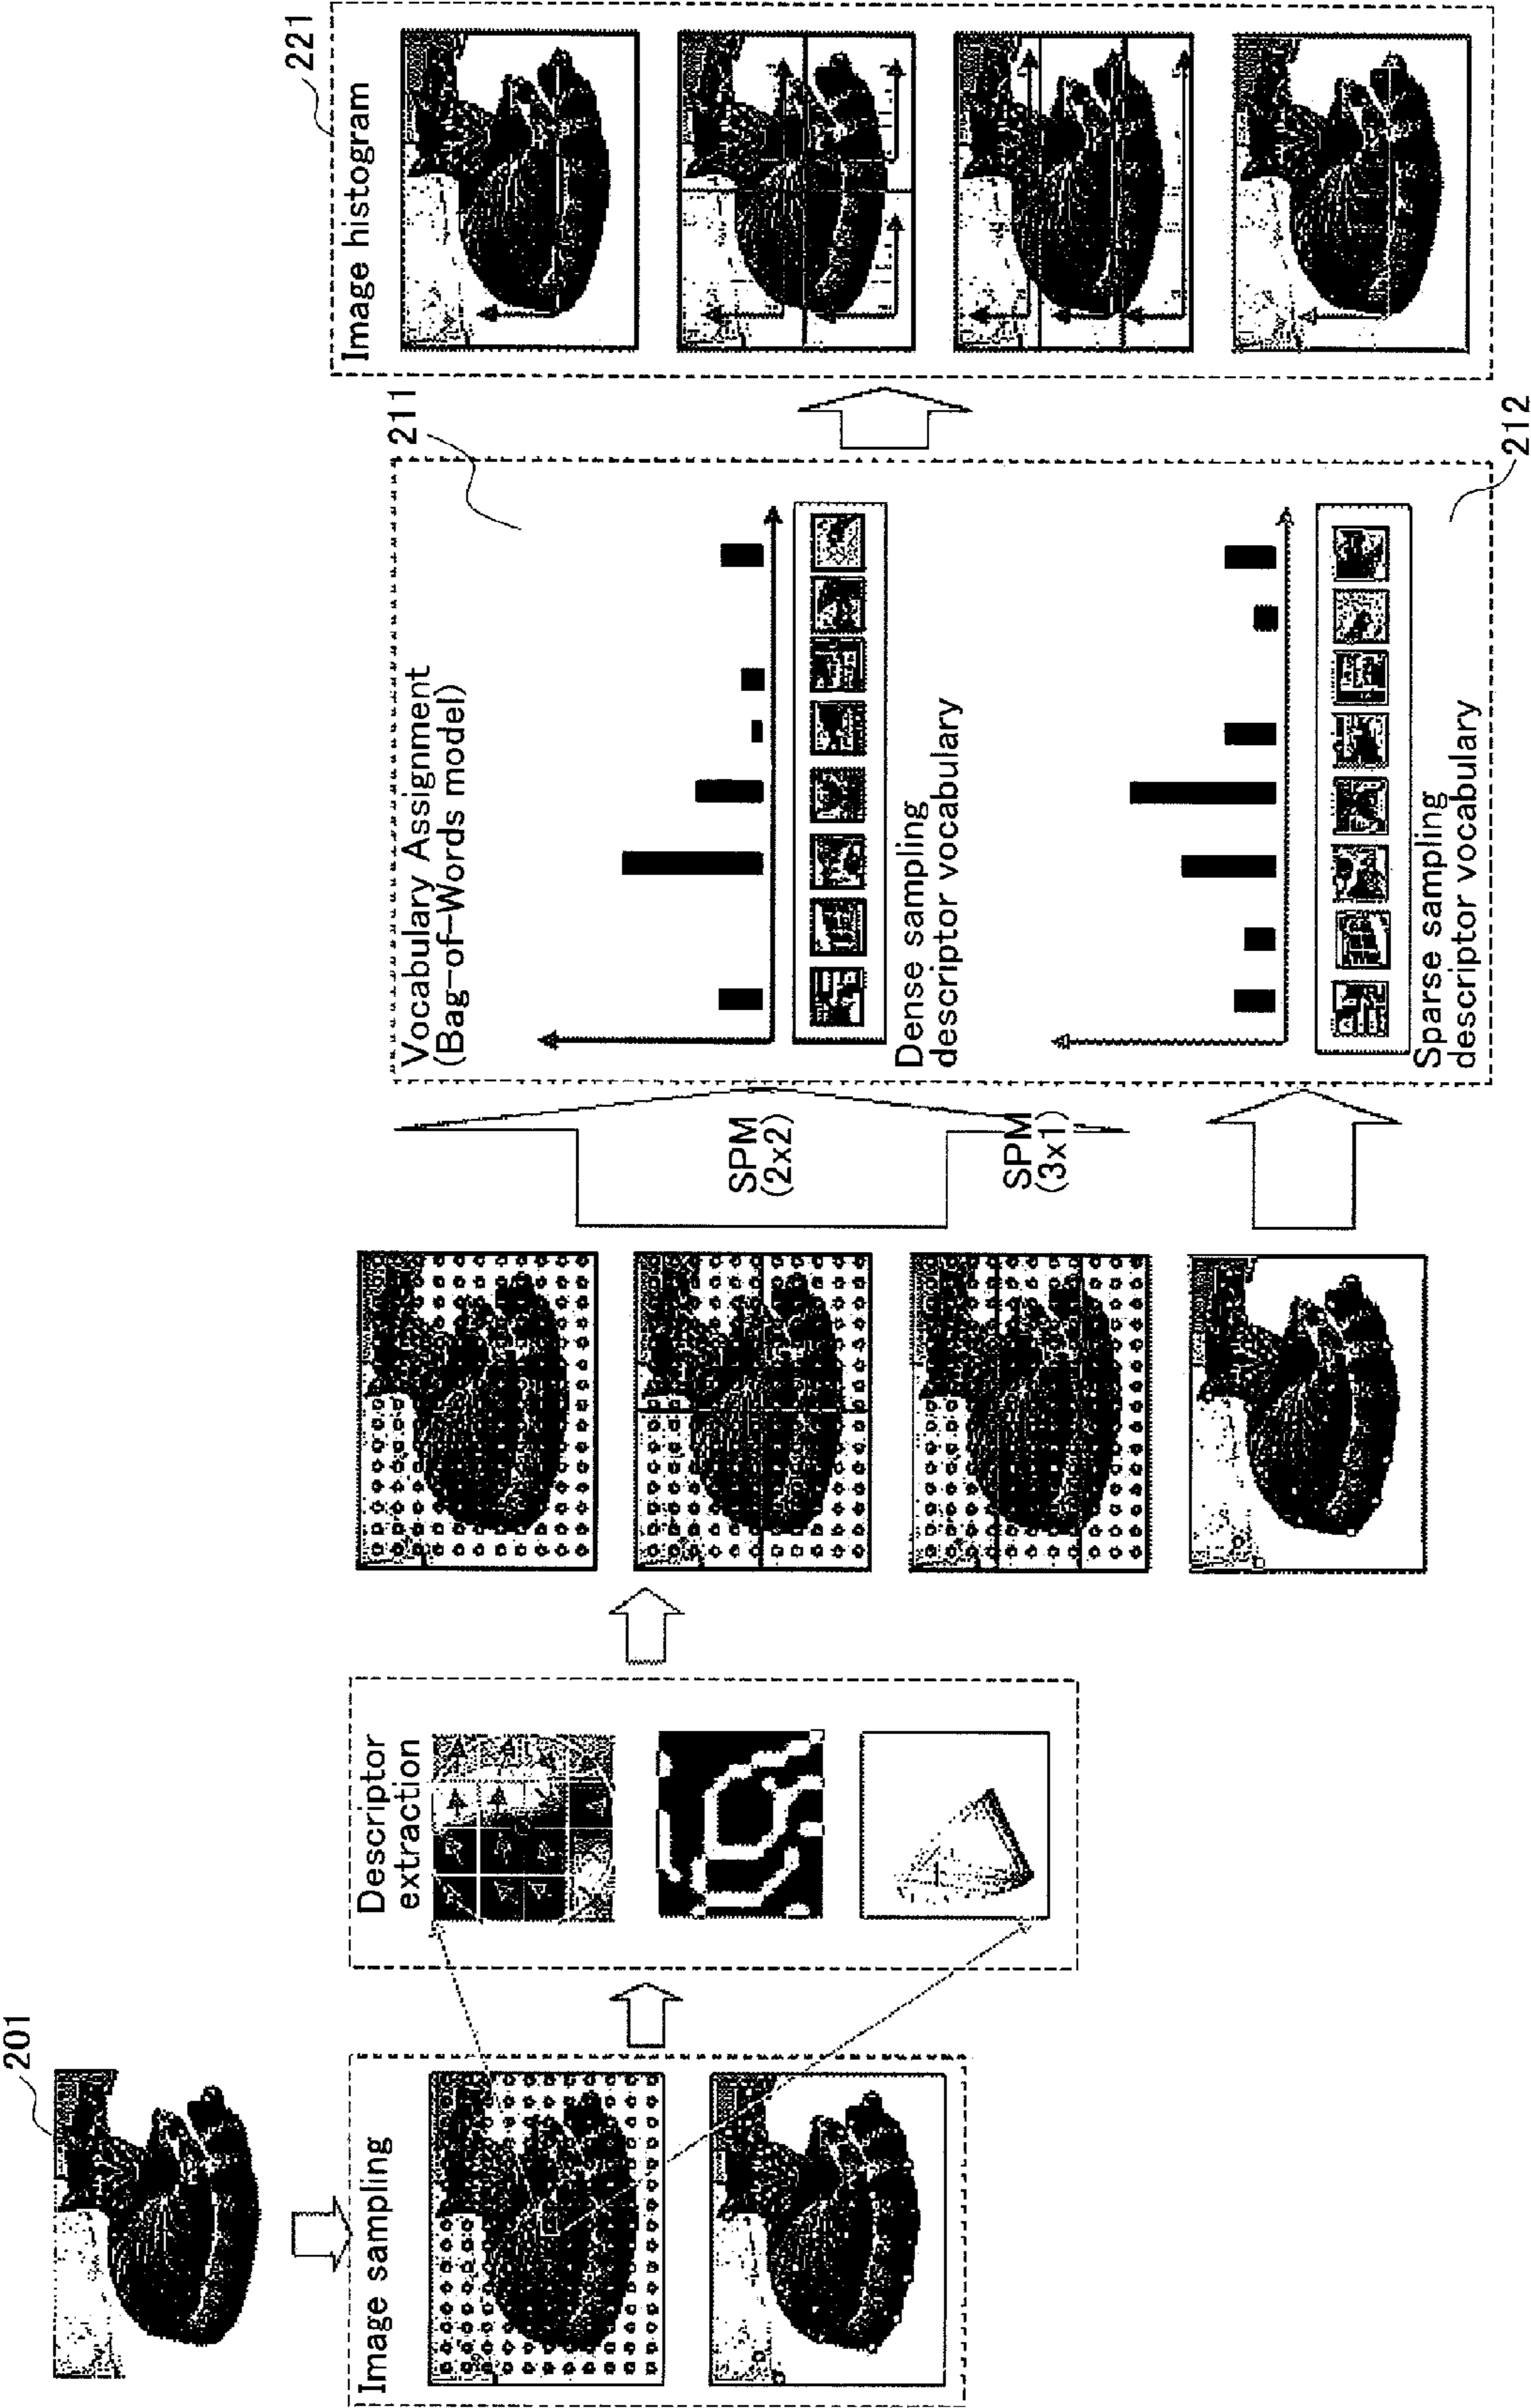 201
Image sampling
Descriptor
extraction
SPM
(2x2)
SPM
(3x1)
Vocabulary Assignment
(Bag-of-Words model)
211
Dense sampling
descriptor vocabulary
Sparse sampling
descriptor vocabulary
212
Image histogram
221